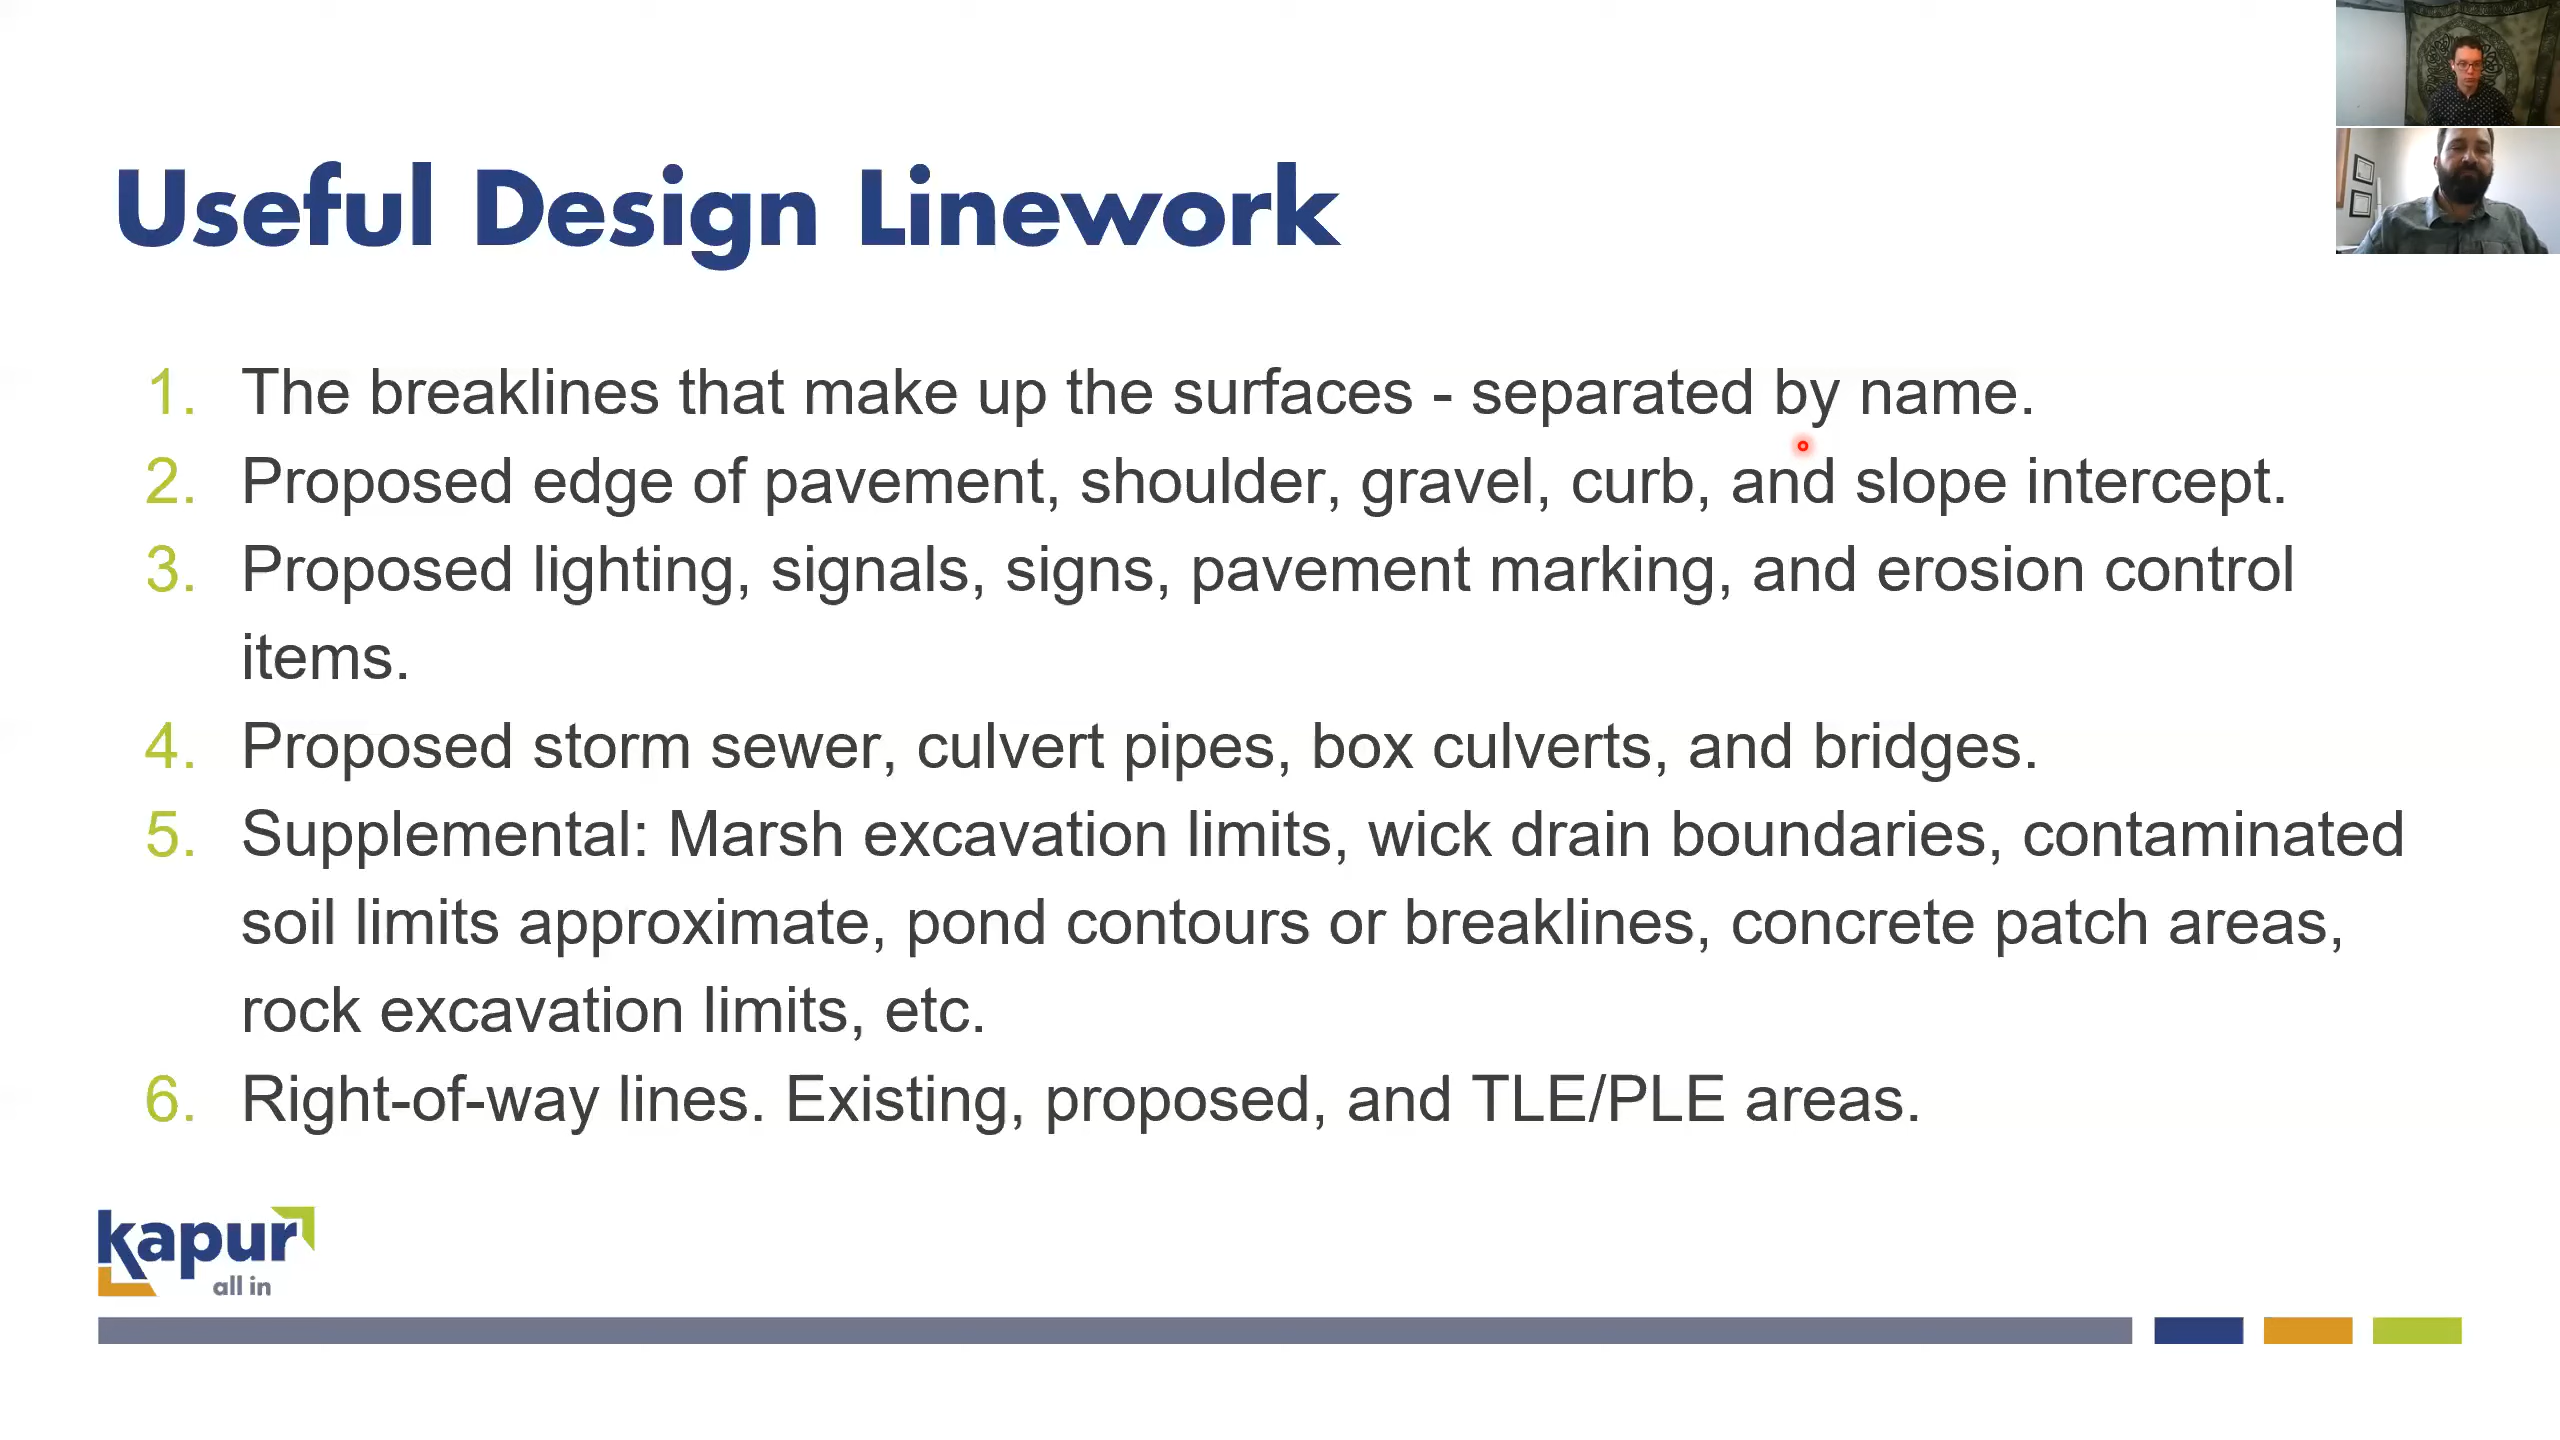 Useful Design Linework
1. The breaklines that make up the surfaces - separated by name.
2. Proposed edge of pavement, shoulder, gravel, curb, and slope intercept.
3. Proposed lighting, signals, signs, pavement marking, and erosion control
items.
4. Proposed storm sewer, culvert pipes, box culverts, and bridges.
5. Supplemental: Marsh excavation limits, wick drain boundaries, contaminated
soil limits approximate, pond contours or breaklines, concrete patch areas,
rock excavation limits, etc.
6. Right-of-way lines. Existing, proposed, and TLE/PLE areas.
kapur
all in